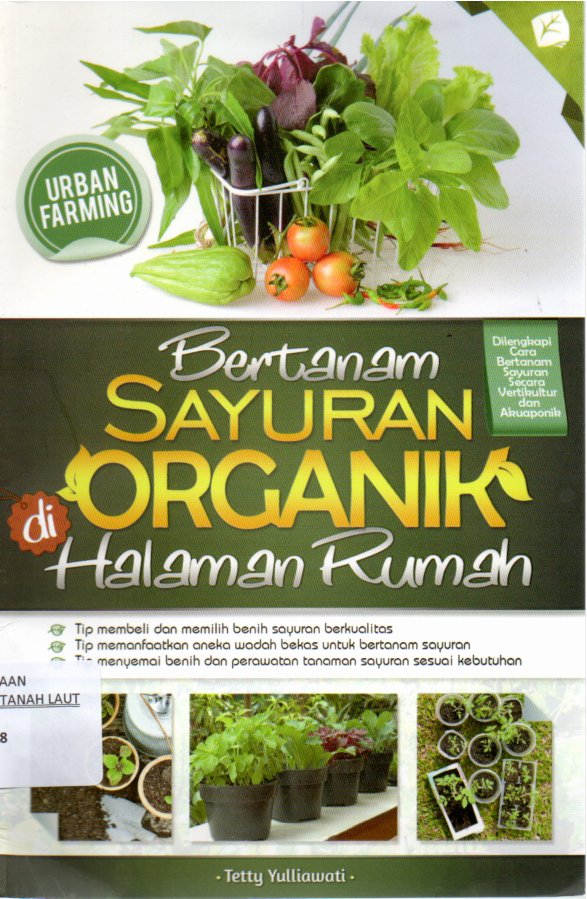 URBAN
FARMING
Bertanam
SAYURAN
ORGANIK
di
Halaman Rumah
Dilengkapi
Cara
Bertanam
Sayuran
Secara
Vertikultur
dan
Akuaponik
Tip membeli dan memilih benih sayuran berkualitas
Tip memanfaatkan aneka wadah bekas untuk bertanam sayuran
Tip menyemai benih dan perawatan tanaman sayuran sesuai kebutuhan
AAN
TANAH LAUT
8
• Tetty Yulliawati •